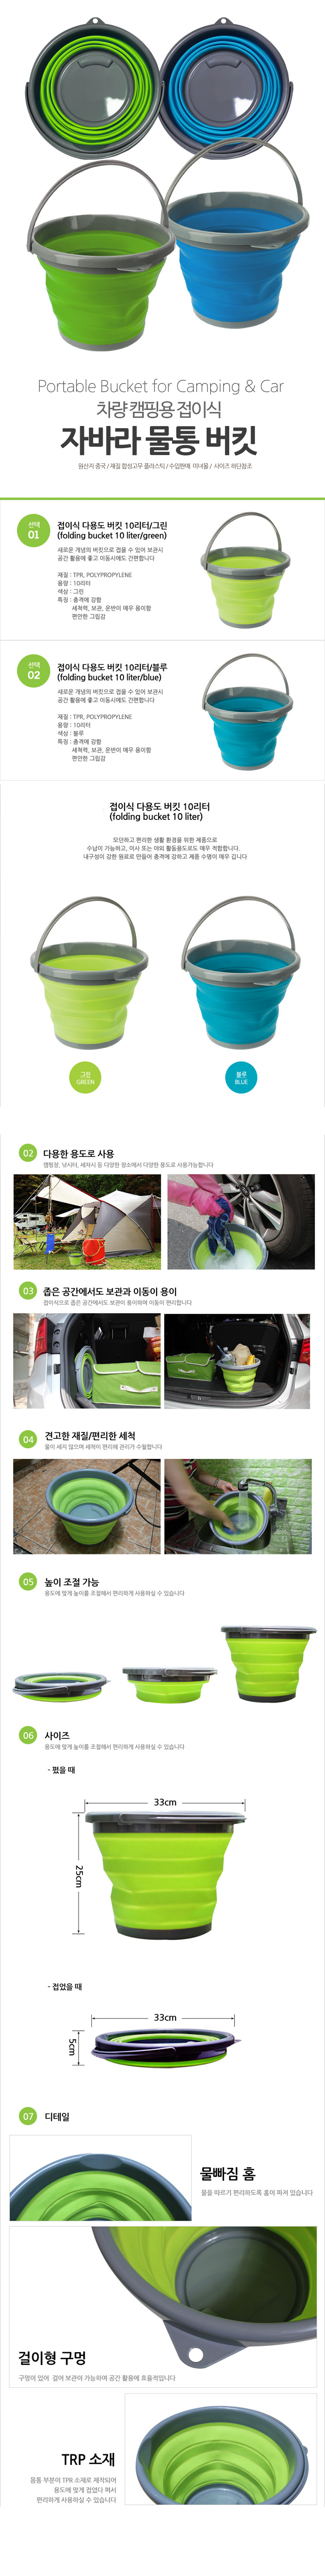 Portable Bucket for Camping & Car
차량 캠핑용 접이식
자바라 물통 버킷
원산지 중국 / 재질 합성고무 플라스틱 / 수입판매 미녀몰 / 사이즈 하단참조
선택
01
접이식 다용도 버킷 10리터/그린
(folding bucket 10 liter/green)
새로운 개념의 버킷으로 접을 수 있어 보관시
공간 활용에 좋고 이동시에도 간편합니다
재질 : TPR, POLYPROPYLENE
용량 : 10리터
색상 : 그린
특징 : 충격에 강함
세척력, 보관, 운반이 매우 용이함
편안한 그립감
선택
02
접이식 다용도 버킷 10리터/블루
(folding bucket 10 liter/blue)
새로운 개념의 버킷으로 접을 수 있어 보관시
공간 활용에 좋고 이동시에도 간편합니다
재질 : TPR, POLYPROPYLENE
용량 : 10리터
색상 : 블루
특징 : 충격에 강함
세척력, 보관, 운반이 매우 용이함
편안한 그립감
접이식 다용도 버킷 10리터
(folding bucket 10 liter)
모던하고 편리한 생활 환경을 위한 제품으로
수납이 가능하고, 이사 또는 야외 활동용도로도 매우 적합합니다.
내구성이 강한 원료로 만들어 충격에 강하고 제품 수명이 매우 깁니다
그린
GREEN
블루
BLUE
02 다용한 용도로 사용
캠핑장, 낚시터, 세차시 등 다양한 장소에서 다양한 용도로 사용가능합니다
03 좁은 공간에서도 보관과 이동이 용이
접이식으로 좁은 공간에서도 보관이 용이하며 이동이 편리합니다
04 견고한 재질/편리한 세척
물이 세지 않으며 세척이 편리해 관리가 수월합니다
05 높이 조절 가능
용도에 맞게 높이를 조절해서 편리하게 사용하실 수 있습니다
06 사이즈
용도에 맞게 높이를 조절해서 편리하게 사용하실 수 있습니다
- 폈을 때
33cm
25cm
- 접었을 때
33cm
5cm
07 디테일
물빠짐 홈
물을 따르기 편리하도록 홈이 파져 있습니다
걸이형 구멍
구멍이 있어 걸어 보관이 가능하여 공간 활용에 효율적입니다
TRP 소재
몸통 부분이 TPR 소재로 제작되어
용도에 맞게 접었다 펴서
편리하게 사용하실 수 있습니다